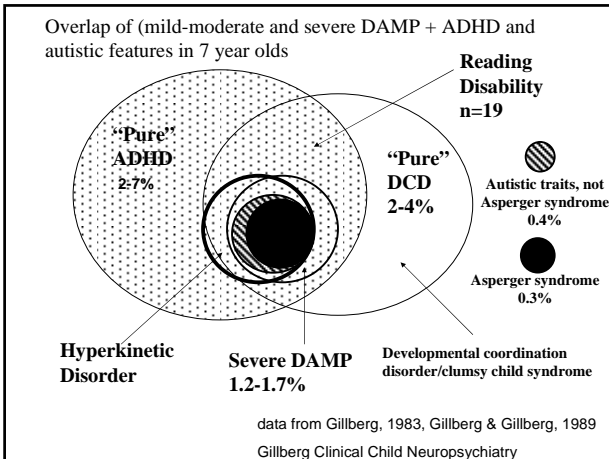 Overlap of (mild-moderate and severe DAMP + ADHD and
autistic features in 7 year olds
Reading
Disability
n=19
“Pure”
ADHD
2-7%
“Pure”
DCD
2-4%
Autistic traits, not
Asperger syndrome
0.4%
Asperger syndrome
0.3%
Hyperkinetic
Disorder
Severe DAMP
1.2-1.7%
Developmental coordination
disorder/clumsy child syndrome
data from Gillberg, 1983, Gillberg & Gillberg, 1989
Gillberg Clinical Child Neuropsychiatry